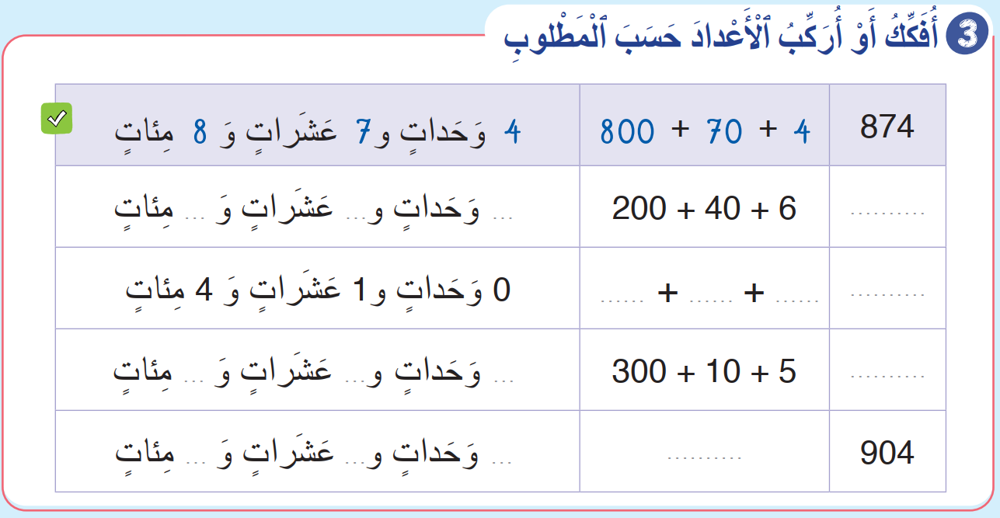 3 أُفَكِّكُ أَوْ أُرَكِّبُ ٱلْأَعْدادَ حَسَبَ ٱلْمَطْلوبِ
874 800 + 70 + 4 4 وَحَداتٍ و 7 عَشَراتٍ وَ 8 مِئاتٍ
.......... 200 + 40 + 6 ... وَحَداتٍ و... عَشَراتٍ وَ ... مِئاتٍ
.......... ...... + ...... + ...... 0 وَحَداتٍ و 1 عَشَراتٍ وَ 4 مِئاتٍ
.......... 300 + 10 + 5 ... وَحَداتٍ و... عَشَراتٍ وَ ... مِئاتٍ
904 .......... ... وَحَداتٍ و... عَشَراتٍ وَ ... مِئاتٍ